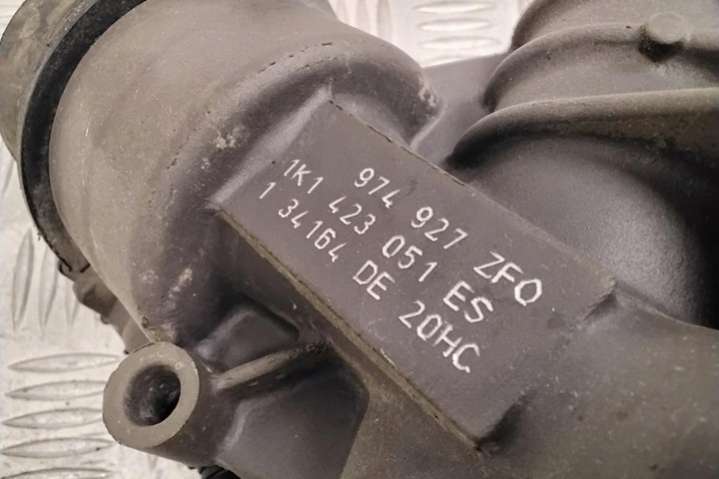 974 927 ZFO
1K1 423 051 ES
1 34164 DE 20HC